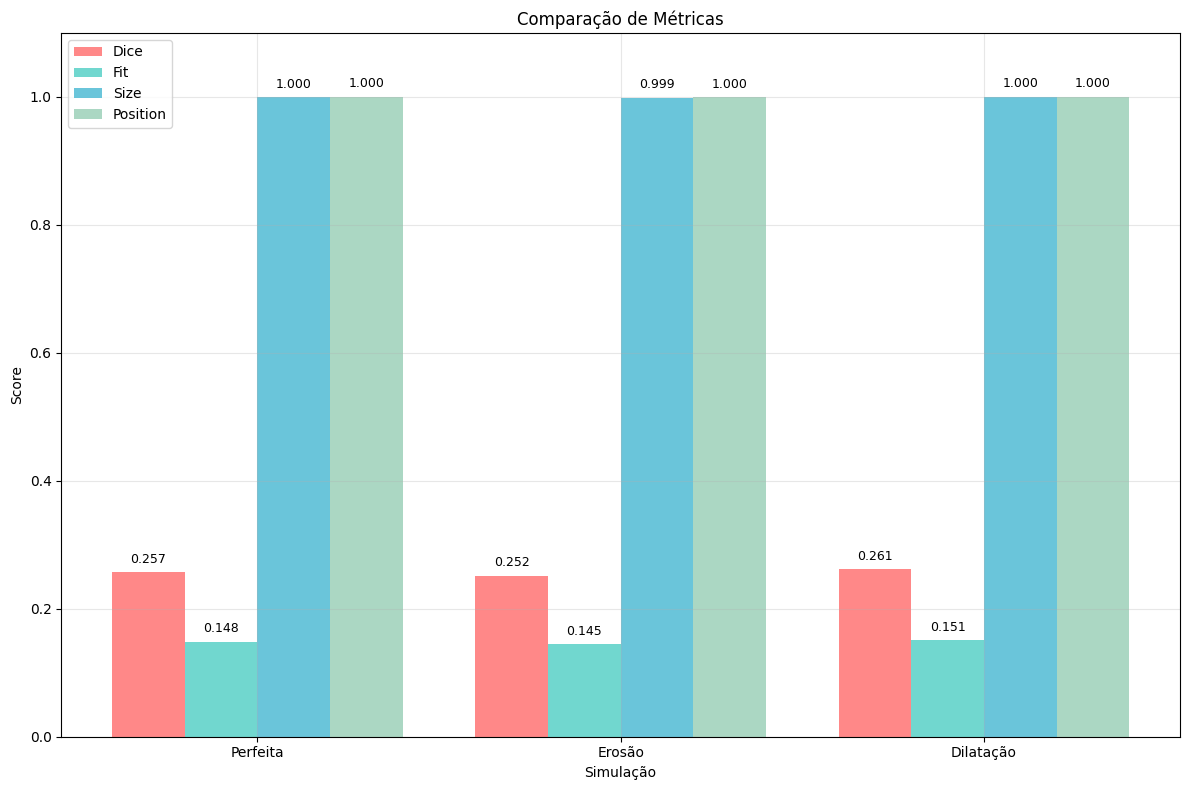 Comparação de Métricas
Dice
Fit
Size
Position
1.000
1.000
0.999
1.000
1.000
1.000
1.0
0.8
0.6
0.4
0.2
0.0
Score
0.257
0.148
0.252
0.145
0.261
0.151
Perfeita
Erosão
Dilatação
Simulação